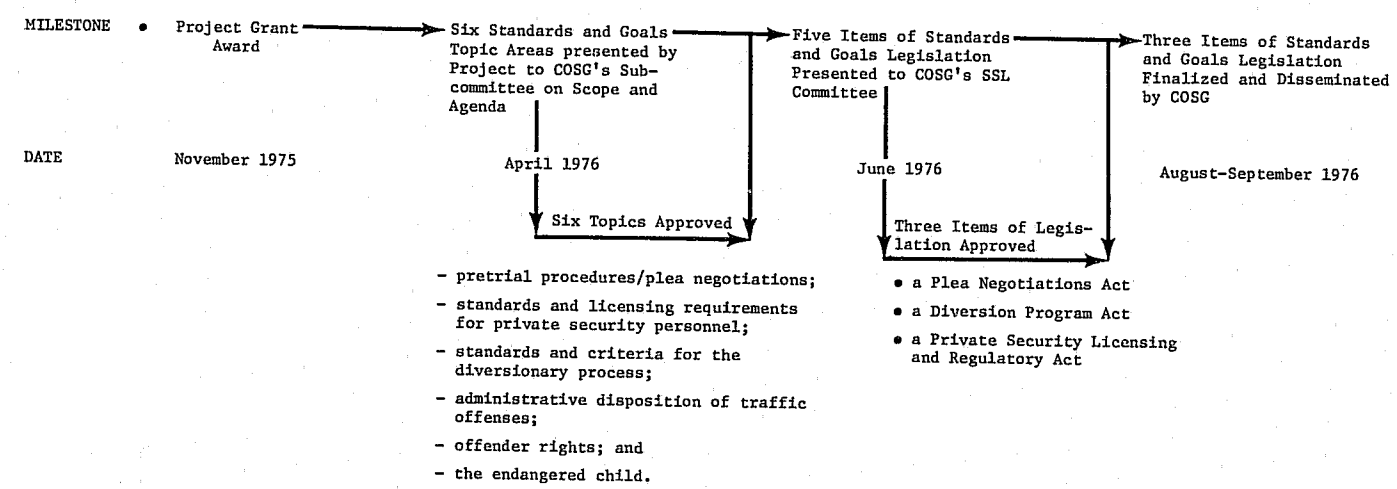 MILESTONE • Project Grant
Award
Six Standards and Goals
Topic Areas presented by
Project to COSG's Sub-
committee on Scope and
Agenda
Five Items of Standards
and Goals Legislation
Presented to COSG's SSL
Committee
Three Items of Standards
and Goals Legislation
Finalized and Disseminated
by COSG
DATE
November 1975
April 1976
June 1976
August-September 1976
Six Topics Approved
Three Items of Legis-
lation Approved
- pretrial procedures/plea negotiations;
- standards and licensing requirements
for private security personnel;
- standards and criteria for the
diversionary process;
- administrative disposition of traffic
offenses;
- offender rights; and
- the endangered child.
• a Plea Negotiations Act
• a Diversion Program Act
• a Private Security Licensing
and Regulatory Act